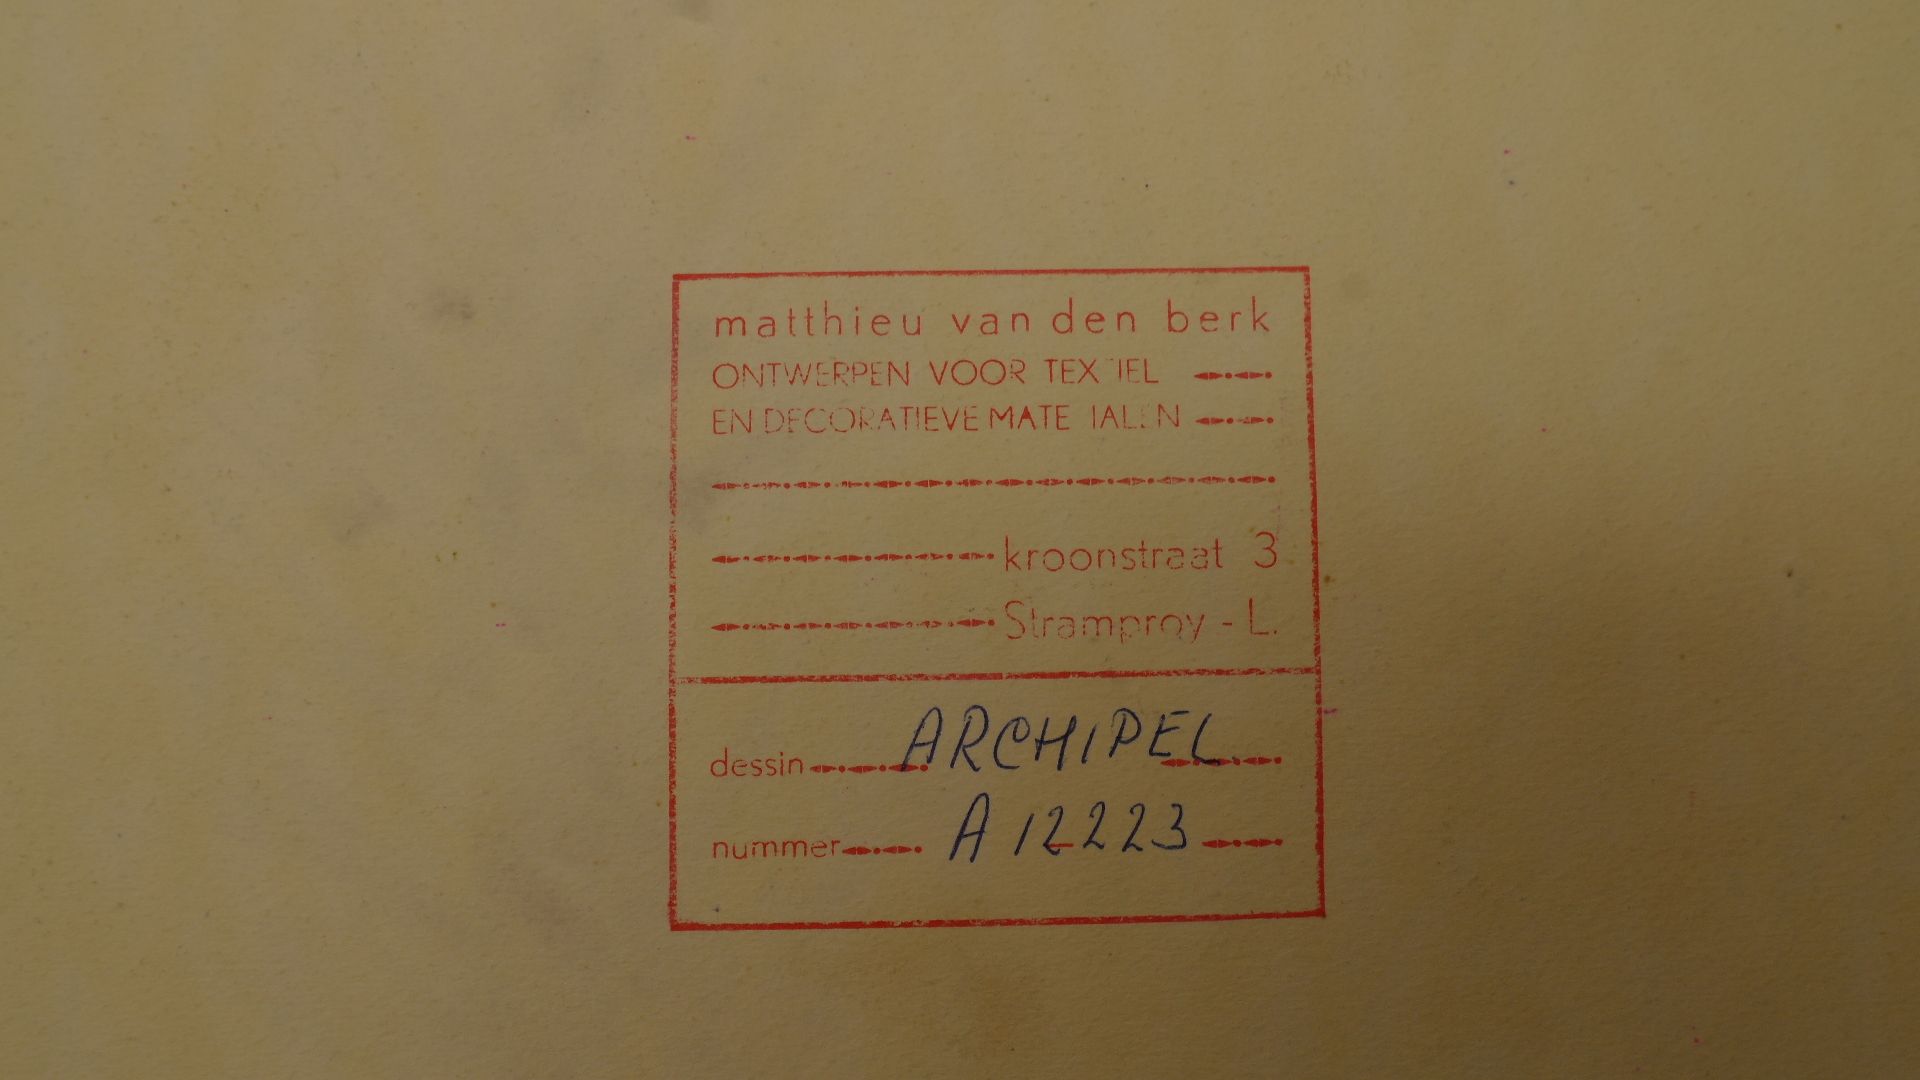 matthieu van den berk
ONTWERPEN VOOR TEXTIEL
EN DECORATIEVE MATERIALEN
kroonstraat 3
Stramproy - L.
dessin ARCHIPEL
nummer A 12223